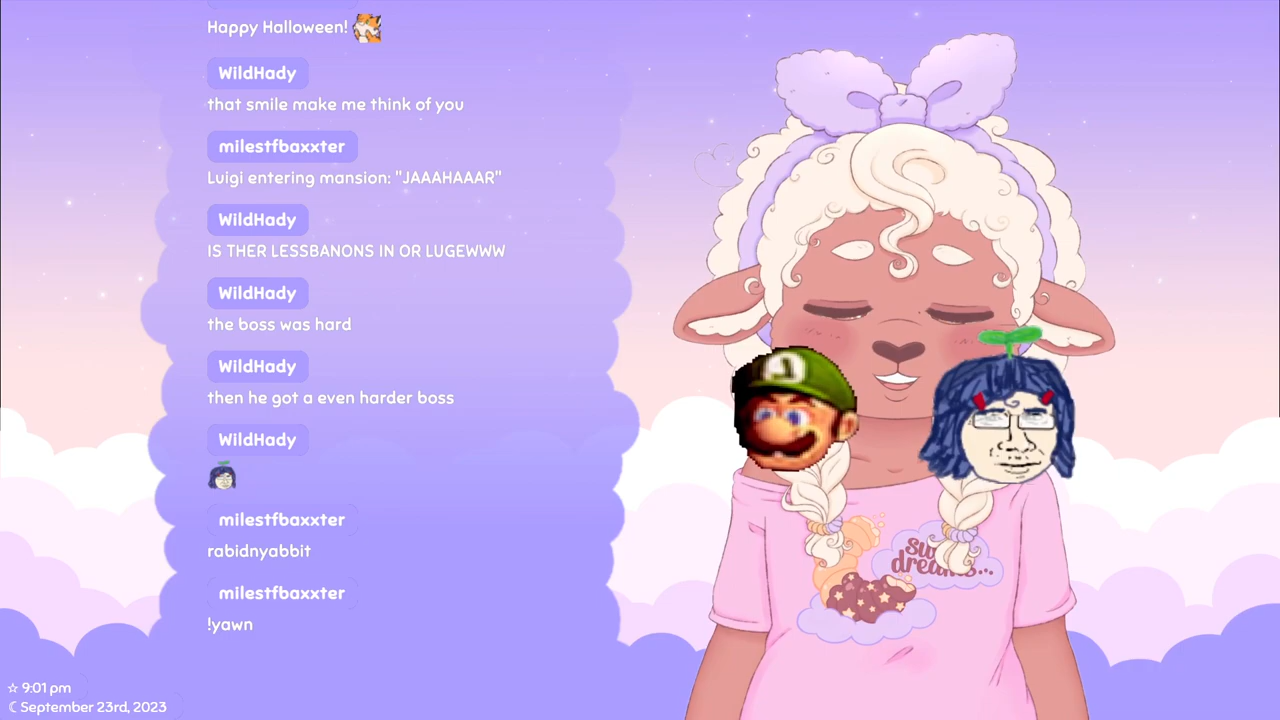 Happy Halloween!
WildHady
that smile make me think of you
milestfbaxxter
Luigi entering mansion: "JAAAHAAAR"
WildHady
IS THER LESSBANONS IN OR LUGEWWW
WildHady
the boss was hard
WildHady
then he got a even harder boss
WildHady
milestfbaxxter
rabidnyabbit
milestfbaxxter
!yawn
☆ 9:01 pm
☾ September 23rd, 2023
L